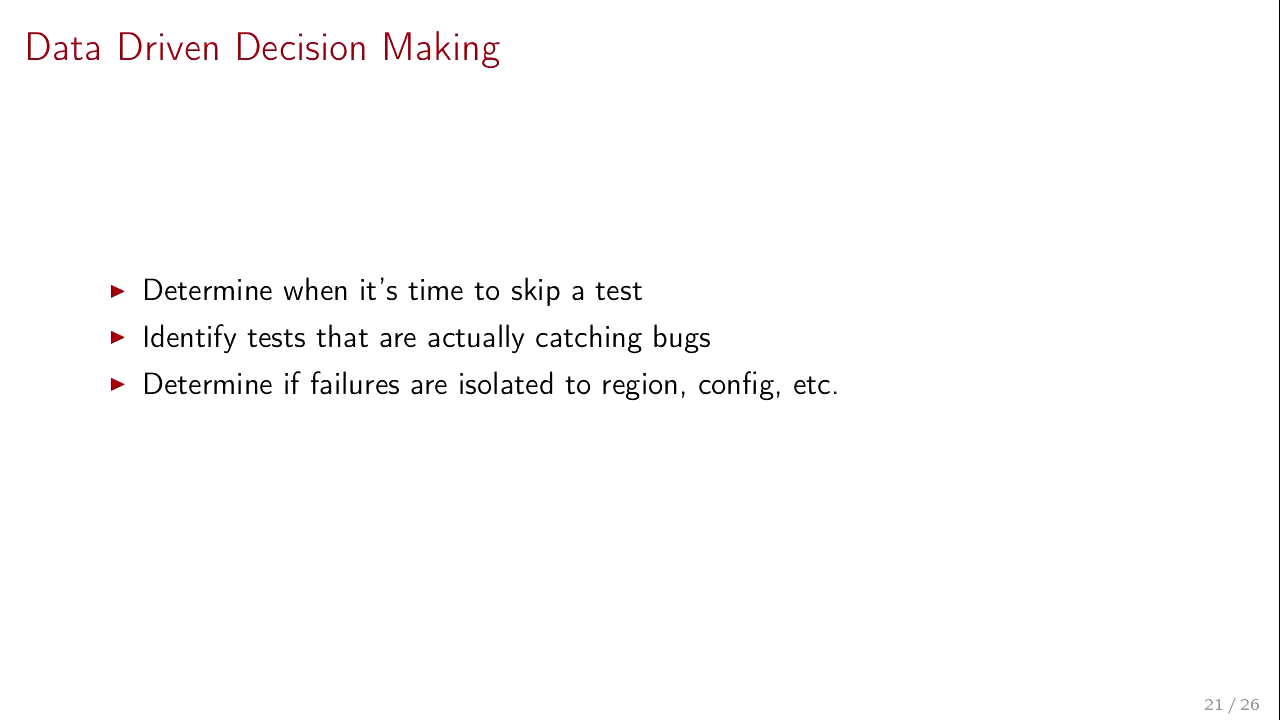 Data Driven Decision Making
▶ Determine when it's time to skip a test
▶ Identify tests that are actually catching bugs
▶ Determine if failures are isolated to region, config, etc.
21 / 26